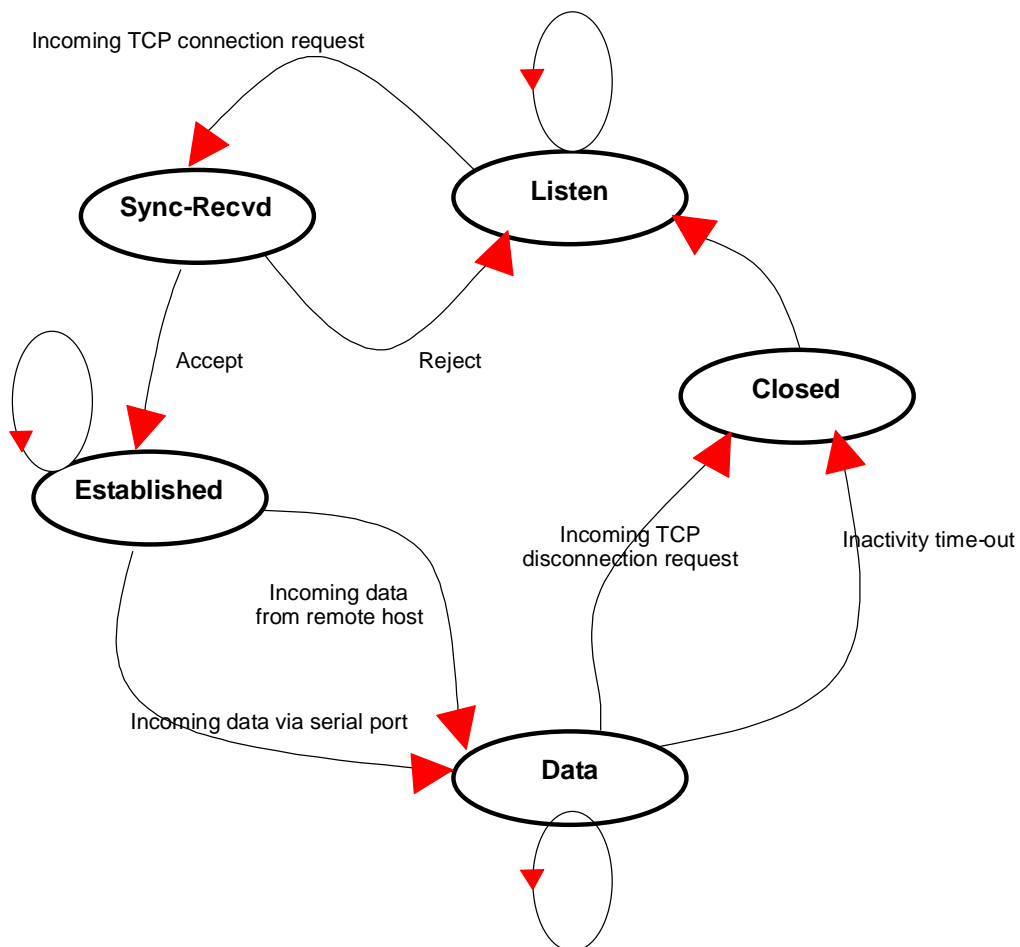 Incoming TCP connection request
Listen
Sync-Recvd
Accept
Reject
Closed
Established
Incoming TCP
disconnection request
Inactivity time-out
Incoming data
from remote host
Incoming data via serial port
Data